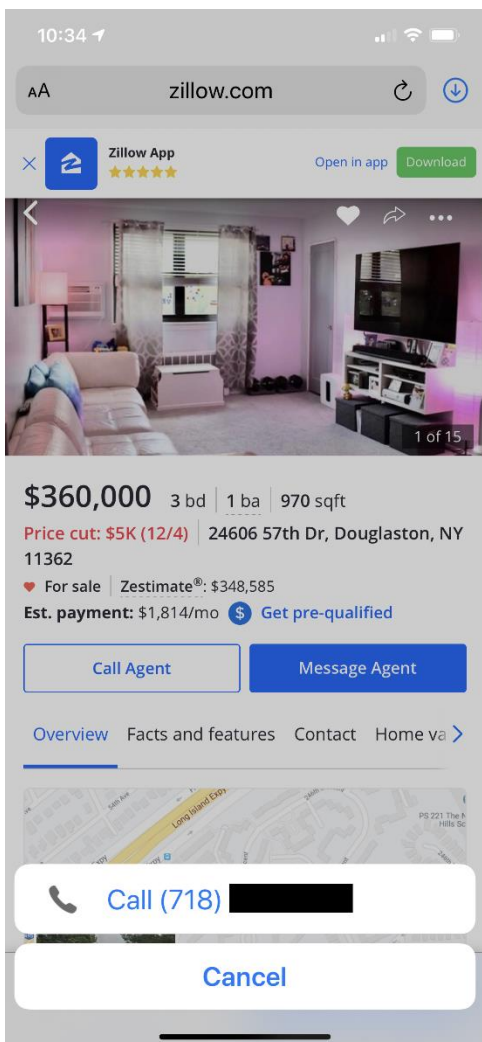 10:34
AA zillow.com
Zillow App
Open in app Download
1 of 15
$360,000 3 bd 1 ba 970 sqft
Price cut: $5K (12/4) 24606 57th Dr, Douglaston, NY
11362
For sale Zestimate®: $348,585
Est. payment: $1,814/mo $ Get pre-qualified
Call Agent Message Agent
Overview Facts and features Contact Home va
54th Ave
Long Island Expy
246th
PS 221 The N
Hills Sc
Call (718)
Cancel